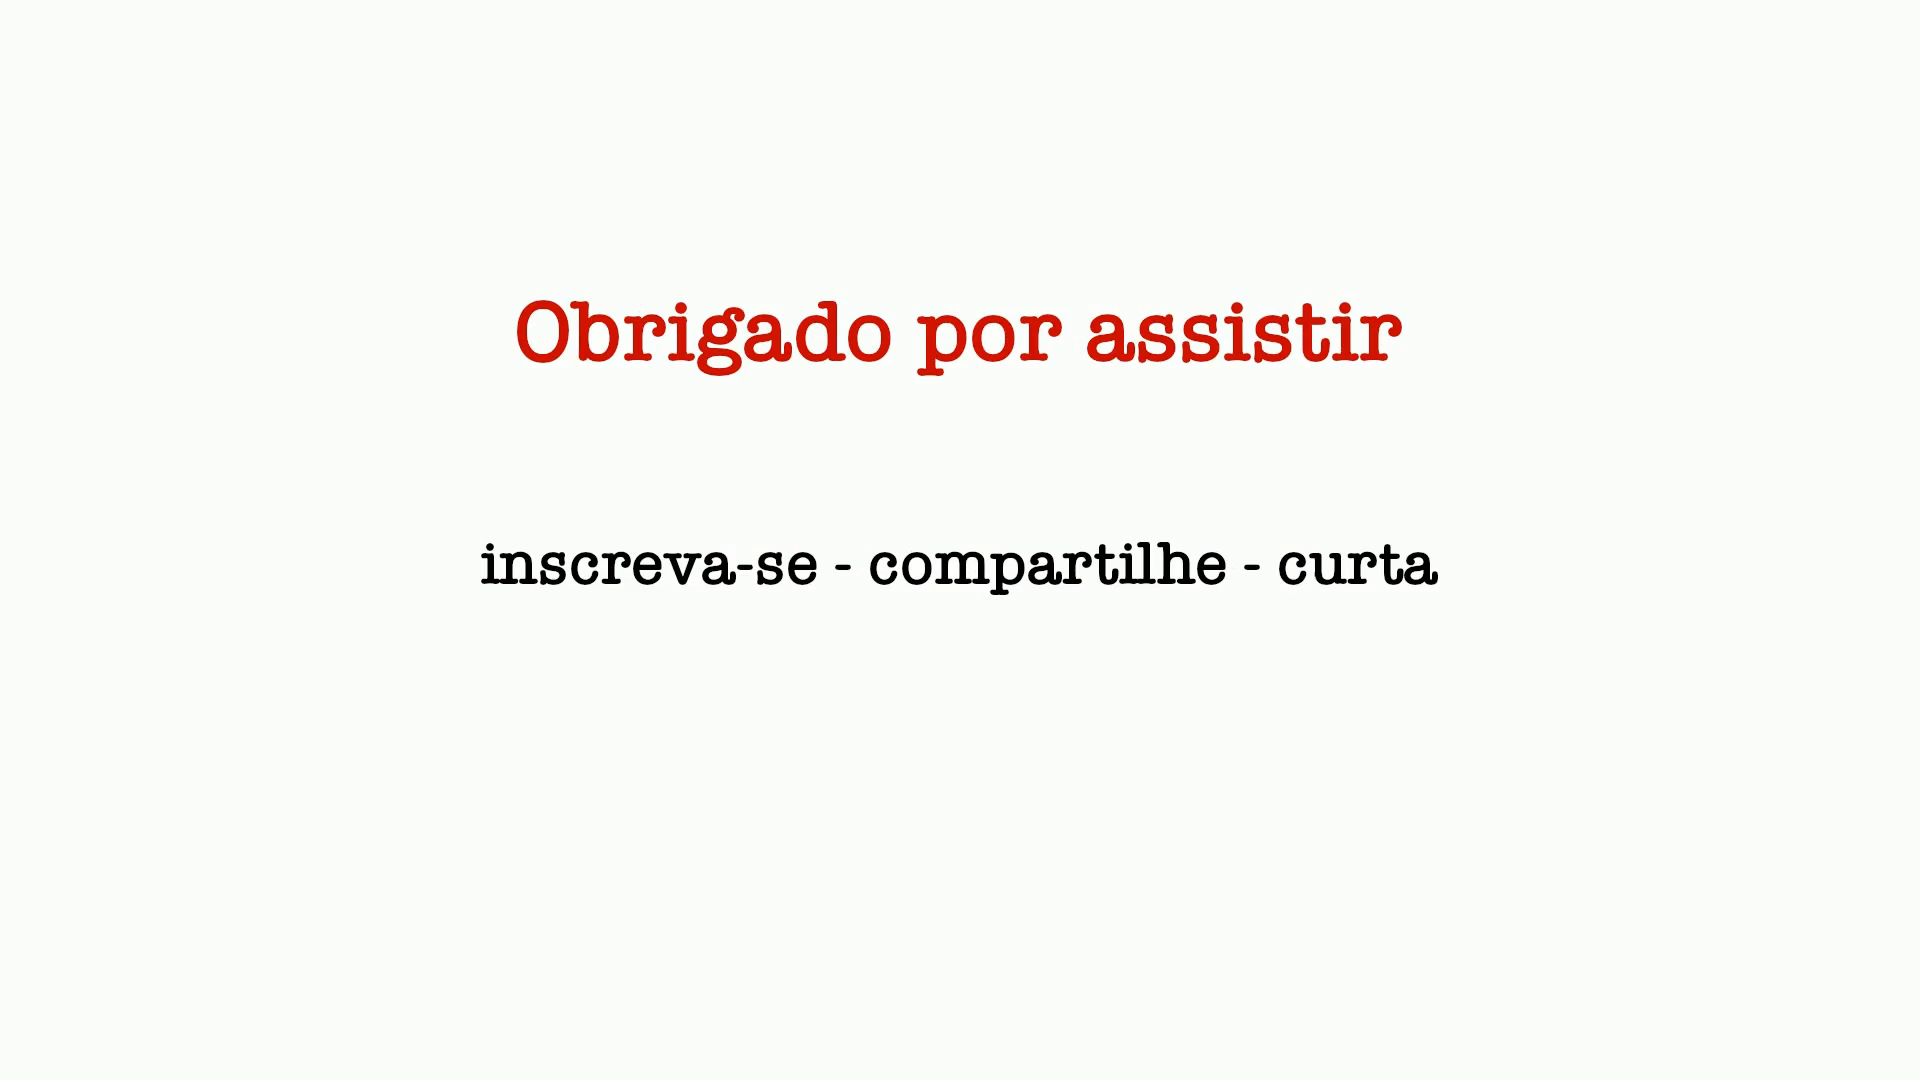 Obrigado por assistir
inscreva-se - compartilhe - curta